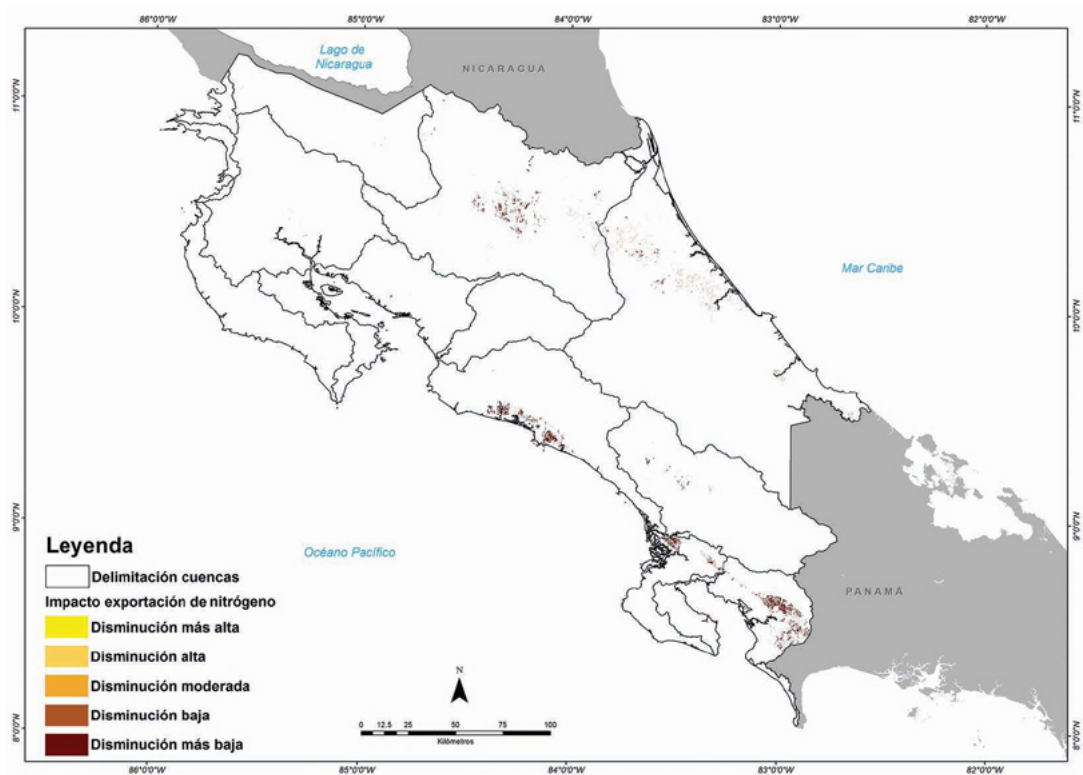 86°0'0"W
85°0'0"W
84°0'0"W
83°0'0"W
82°0'0"W
Lago de
Nicaragua
NICARAGUA
11°0'0"N
11°0'0"N
Mar Caribe
10°0'0"N
10°0'0"N
9°0'0"N
9°0'0"N
Océano Pacífico
PANAMÁ
Leyenda
Delimitación cuencas
Impacto exportación de nitrógeno
Disminución más alta
Disminución alta
Disminución moderada
Disminución baja
Disminución más baja
N
0 12.5 25 50 75 100
Kilómetros
8°0'0"N
8°0'0"N
86°0'0"W
85°0'0"W
84°0'0"W
83°0'0"W
82°0'0"W